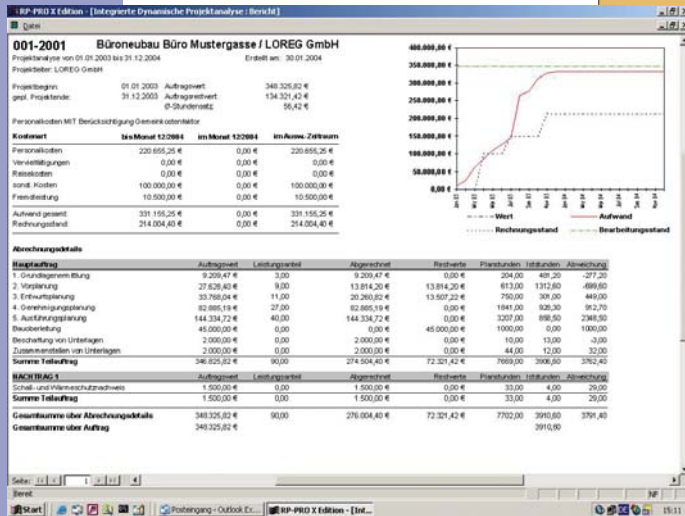 RP-PRO X Edition - [Integrierte Dynamische Projektanalyse : Bericht]
Datei
001-2001 Büroneubau Büro Mustergasse / LOREG GmbH
Projektanalyse von 01.01.2003 bis 31.12.2004 Erstellt am: 30.01.2004
Projektleiter: LOREG GmbH
Projektbeginn: 01.01.2003 Auftragswert 348.325,82 €
gepl. Projektende: 31.12.2003 Auftragsrestwert 134.321,42 €
Ø-Stundensatz: 56,42 €
Personalkosten MIT Berücksichtigung Gemeinkostenfaktor
Kostenart bis Monat 12/2004 im Monat 12/2004 im Ausw.-Zeitraum
Personalkosten 220.655,25 € 0,00 € 220.655,25 €
Vervielfältigungen 0,00 € 0,00 € 0,00 €
Reisekosten 0,00 € 0,00 € 0,00 €
sonst. Kosten 100.000,00 € 0,00 € 100.000,00 €
Fremdleistung 10.500,00 € 0,00 € 10.500,00 €
Aufwand gesamt 331.155,25 € 0,00 € 331.155,25 €
Rechnungsstand: 214.004,40 € 0,00 € 214.004,40 €
400.000,00 €
350.000,00 €
300.000,00 €
250.000,00 €
200.000,00 €
150.000,00 €
100.000,00 €
50.000,00 €
0,00 €
Wert Aufwand
Rechnungsstand Bearbeitungsstand
Abrechnungsdetails
Hauptauftrag Auftragswert Leistungsanteil Abgerechnet Restwerte Planstunden Iststunden Abweichung
1. Grundlagenermittlung 9.209,47 € 3,00 9.209,47 € 0,00 € 204,00 481,20 -277,20
2. Vorplanung 27.628,40 € 9,00 13.814,20 € 13.814,20 € 613,00 1312,60 -699,60
3. Entwurfsplanung 33.768,04 € 11,00 20.260,82 € 13.507,22 € 750,00 301,00 449,00
4. Genehmigungsplanung 82.885,19 € 27,00 82.885,19 € 0,00 € 1841,00 928,30 912,70
5. Ausführungsplanung 144.334,72 € 40,00 144.334,72 € 0,00 € 3207,00 858,50 2348,50
Bauoberleitung 45.000,00 € 0,00 0,00 € 45.000,00 € 1000,00 0,00 1000,00
Beschaffung von Unterlagen 2.000,00 € 0,00 2.000,00 € 0,00 € 10,00 13,00 -3,00
Zusammenstellen von Unterlagen 2.000,00 € 0,00 2.000,00 € 0,00 € 44,00 12,00 32,00
Summe Teilauftrag 346.825,82 € 90,00 274.504,40 € 72.321,42 € 7669,00 3906,60 3762,40
NACHTRAG 1 Auftragswert Leistungsanteil Abgerechnet Restwerte Planstunden Iststunden Abweichung
Schall- und Wärmeschutznachweis 1.500,00 € 0,00 1.500,00 € 0,00 € 33,00 4,00 29,00
Summe Teilauftrag 1.500,00 € 0,00 1.500,00 € 0,00 € 33,00 4,00 29,00
Gesamtsumme über Abrechnungsdetails 348.325,82 € 90,00 276.004,40 € 72.321,42 € 7702,00 3910,60 3791,40
Gesamtsumme über Auftrag 348.325,82 € 3910,60
Seite: 1
Bereit NF
Start Posteingang - Outlook Ex... RP-PRO X Edition - [Int... 15:11